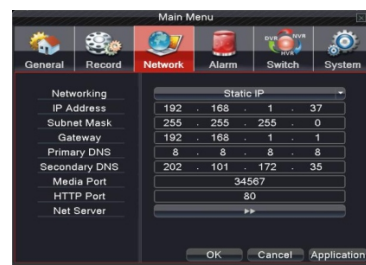 Main Menu
DVR NVR
HVR
General Record Network Alarm Switch System
Networking Static IP
IP Address 192 . 168 . 1 . 37
Subnet Mask 255 . 255 . 255 . 0
Gateway 192 . 168 . 1 . 1
Primary DNS 8 . 8 . 8 . 8
Secondary DNS 202 . 101 . 172 . 35
Media Port 34567
HTTP Port 80
Net Server
OK Cancel Application